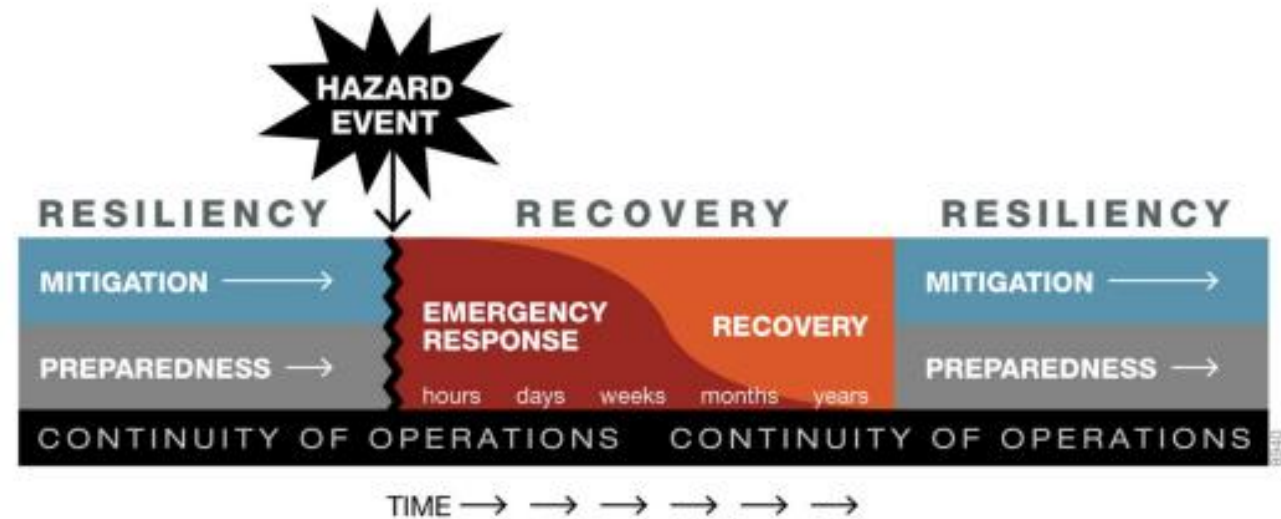 HAZARD
EVENT
RESILIENCY RECOVERY RESILIENCY
MITIGATION MITIGATION
EMERGENCY
RESPONSE RECOVERY
PREPAREDNESS PREPAREDNESS
hours days weeks months years
CONTINUITY OF OPERATIONS CONTINUITY OF OPERATIONS
TIME